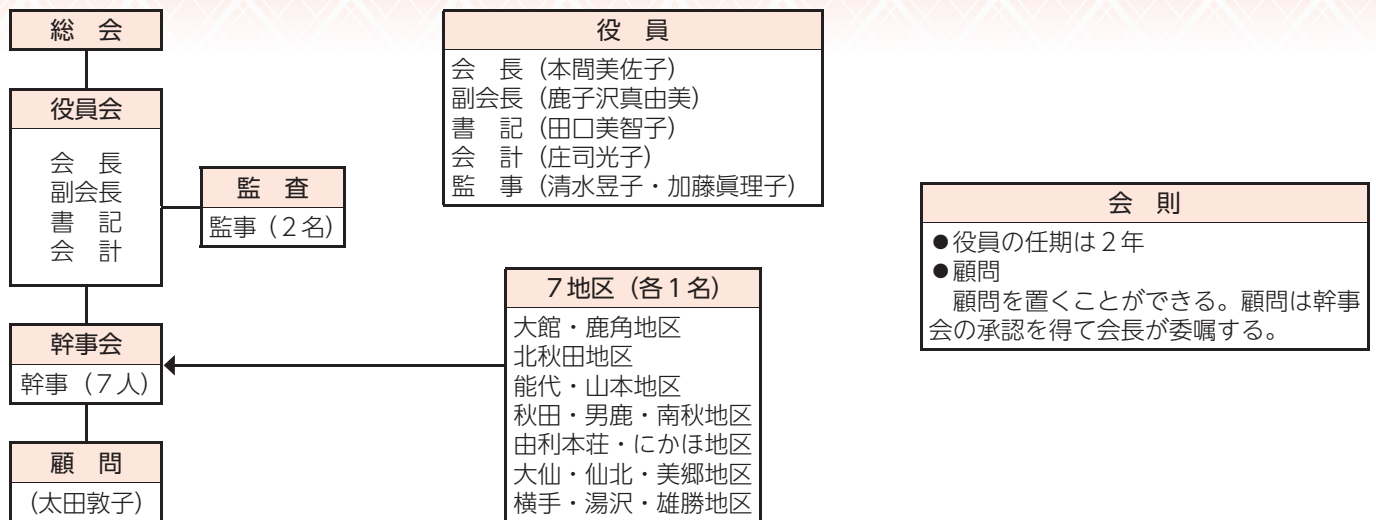 総　会
役員会
会　長
副会長
書　記
会　計
監　査
監事（２名）
幹事会
幹事（７人）
顧　問
（太田敦子）
役　員
会　長（本間美佐子）
副会長（鹿子沢真由美）
書　記（田口美智子）
会　計（庄司光子）
監　事（清水昱子・加藤眞理子）
７地区（各１名）
大館・鹿角地区
北秋田地区
能代・山本地区
秋田・男鹿・南秋地区
由利本荘・にかほ地区
大仙・仙北・美郷地区
横手・湯沢・雄勝地区
会　則
●役員の任期は２年
●顧問
　顧問を置くことができる。顧問は幹事
会の承認を得て会長が委嘱する。